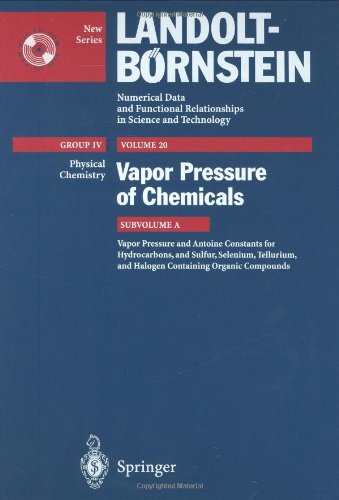 New
Series
LANDOLT-
BÖRNSTEIN
Numerical Data
and Functional Relationships
in Science and Technology
GROUP IV
VOLUME 20
Physical
Chemistry
Vapor Pressure
of Chemicals
SUBVOLUME A
Vapor Pressure and Antoine Constants for
Hydrocarbons, and Sulfur, Selenium, Tellurium,
and Halogen Containing Organic Compounds
Springer
Copyrighted Material